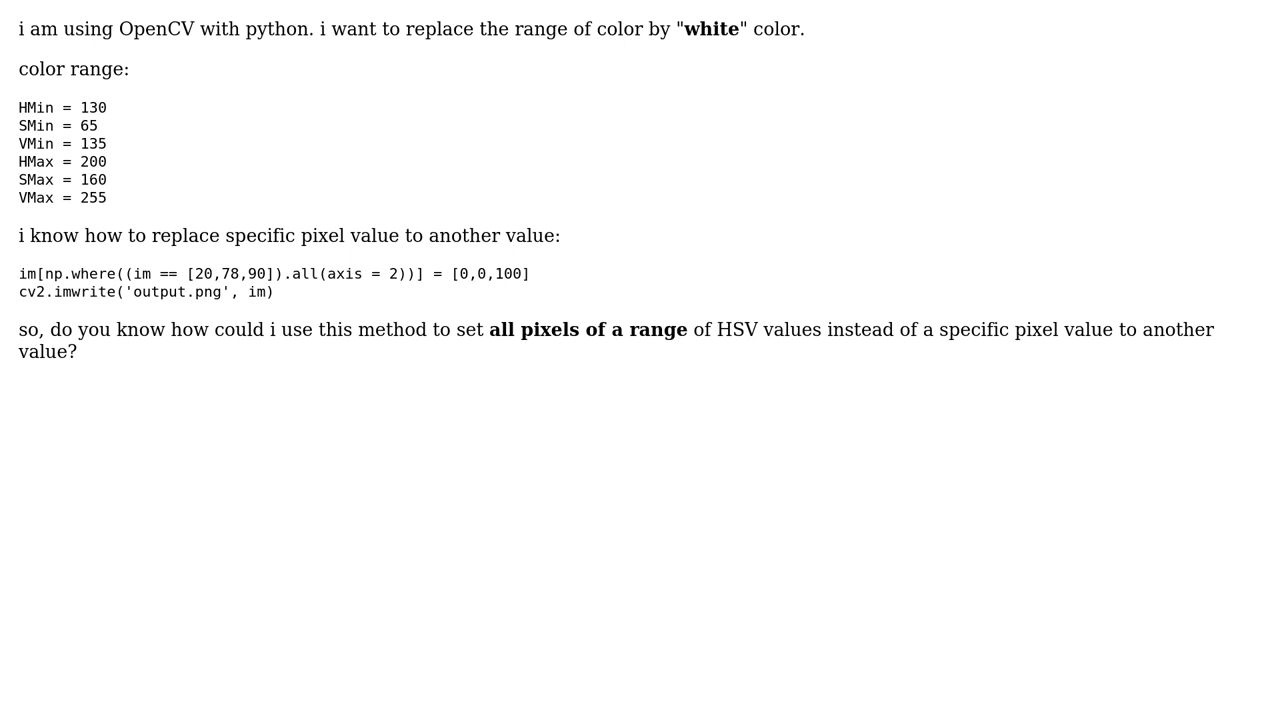 i am using OpenCV with python. i want to replace the range of color by "white" color.
color range:
HMin = 130
SMin = 65
VMin = 135
HMax = 200
SMax = 160
VMax = 255
i know how to replace specific pixel value to another value:
im[np.where((im == [20,78,90]).all(axis = 2))] = [0,0,100]
cv2.imwrite('output.png', im)
so, do you know how could i use this method to set all pixels of a range of HSV values instead of a specific pixel value to another
value?